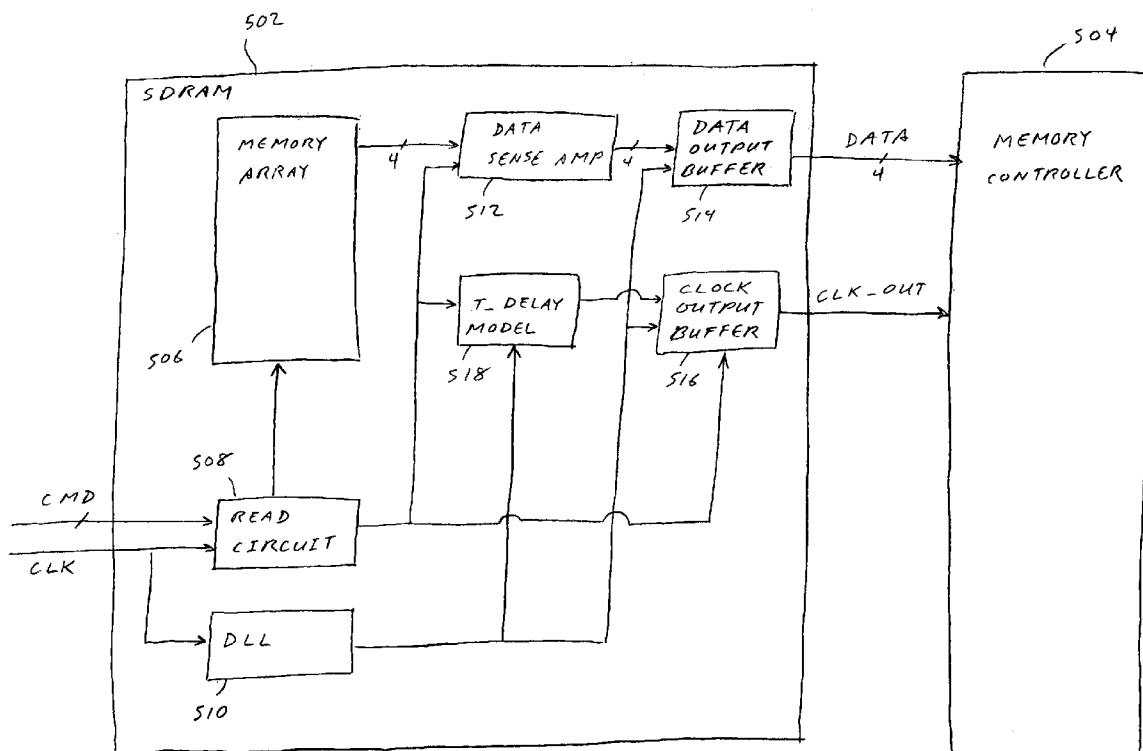 502
504
SDRAM
MEMORY
ARRAY
4
DATA
SENSE AMP
512
4
DATA
OUTPUT
BUFFER
514
DATA
4
MEMORY
CONTROLLER
506
T_DELAY
MODEL
518
CLOCK
OUTPUT
BUFFER
516
CLK_OUT
508
CMD
CLK
READ
CIRCUIT
DLL
510